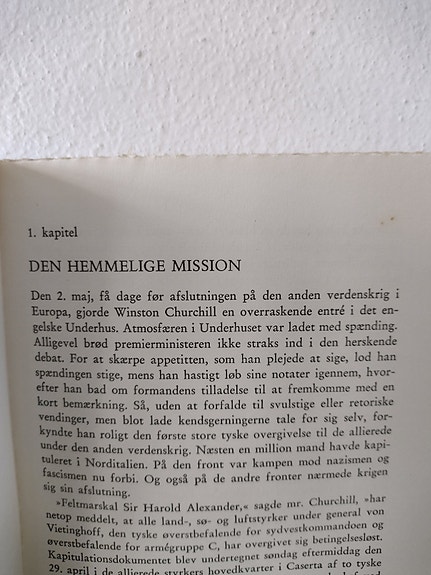 1. kapitel
DEN HEMMELIGE MISSION
Den 2. maj, få dage før afslutningen på den anden verdenskrig i
Europa, gjorde Winston Churchill en overraskende entré i det en-
gelske Underhus. Atmosfæren i Underhuset var ladet med spænding.
Alligevel brød premierministeren ikke straks ind i den herskende
debat. For at skærpe appetitten, som han plejede at sige, lod han
spændingen stige, mens han hastigt løb sine notater igennem, hvor-
efter han bad om formandens tilladelse til at fremkomme med en
kort bemærkning. Så, uden at forfalde til svulstige eller retoriske
vendinger, men blot lade kendsgerningerne tale for sig selv, for-
kyndte han roligt den første store tyske overgivelse til de allierede
under den anden verdenskrig. Næsten en million mand havde kapi-
tuleret i Norditalien. På den front var kampen mod nazismen og
fascismen nu forbi. Og også på de andre fronter nærmede krigen
sig sin afslutning.
»Feltmarskal Sir Harold Alexander,« sagde mr. Churchill, »har
netop meddelt, at alle land-, sø- og luftstyrker under general von
Vietinghoff, den tyske øverstbefalende for sydvestkommandoen og
øverstbefalende for armégruppe C, har overgivet sig betingelsesløst.
Kapitulationsdokumentet blev undertegnet søndag eftermiddag den
29. april i de allierede styrkers hovedkvarter i Caserta af to tyske